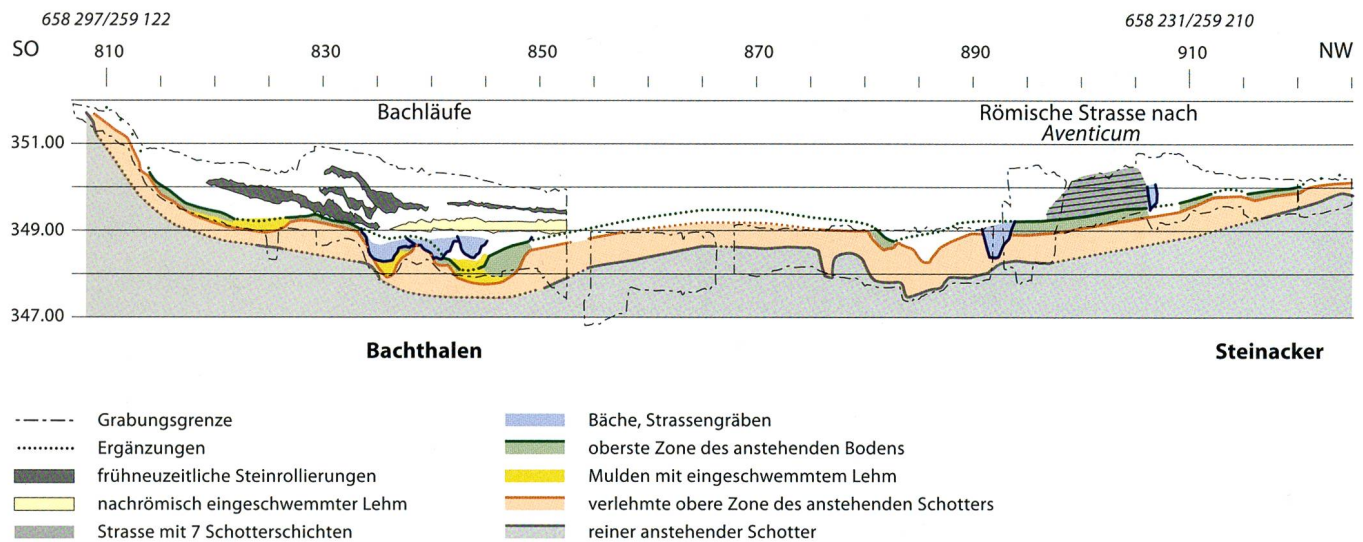 658 297/259 122 658 231/259 210
SO 810 830 850 870 890 910 NW
Bachläufe Römische Strasse nach
Aventicum
351.00
349.00
347.00
Bachthalen Steinacker
Grabungsgrenze
Ergänzungen
frühneuzeitliche Steinrollierungen
nachrömisch eingeschwemmter Lehm
Strasse mit 7 Schotterschichten
Bäche, Strassengräben
oberste Zone des anstehenden Bodens
Mulden mit eingeschwemmtem Lehm
verlehmte obere Zone des anstehenden Schotters
reiner anstehender Schotter